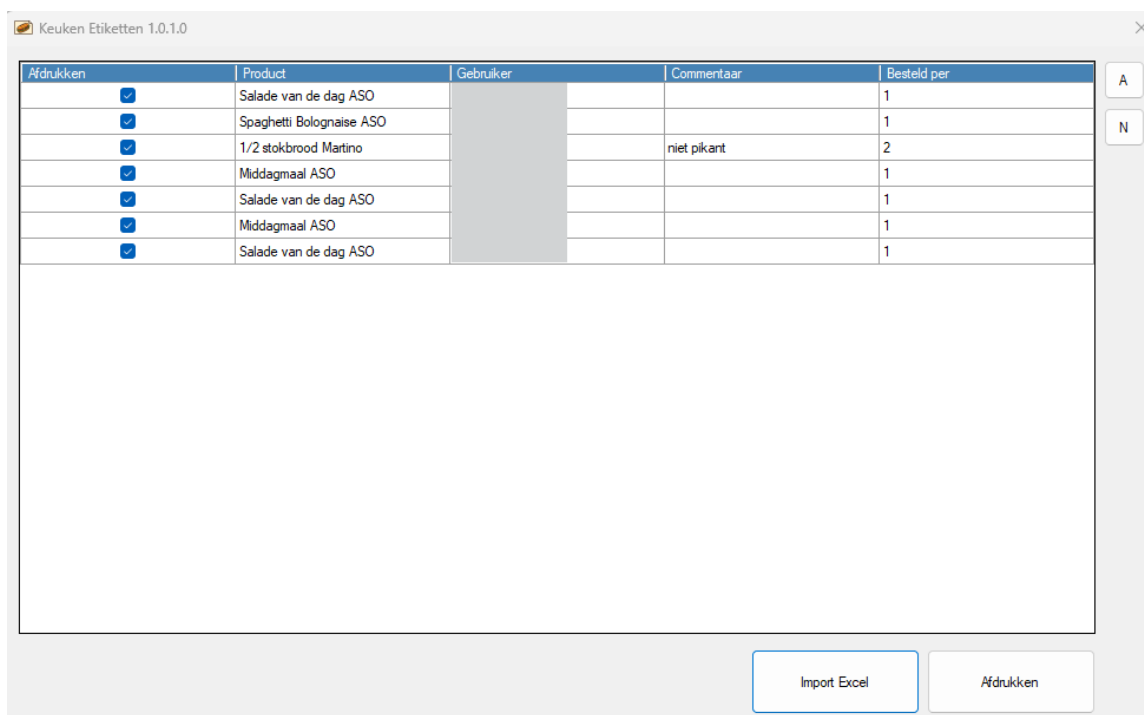 Keuken Etiketten 1.0.1.0
Afdrukken Product Gebruiker Commentaar Besteld per
A
Salade van de dag ASO 1
Spaghetti Bolognaise ASO 1
N
1/2 stokbrood Martino niet pikant 2
Middagmaal ASO 1
Salade van de dag ASO 1
Middagmaal ASO 1
Salade van de dag ASO 1
Import Excel Afdrukken